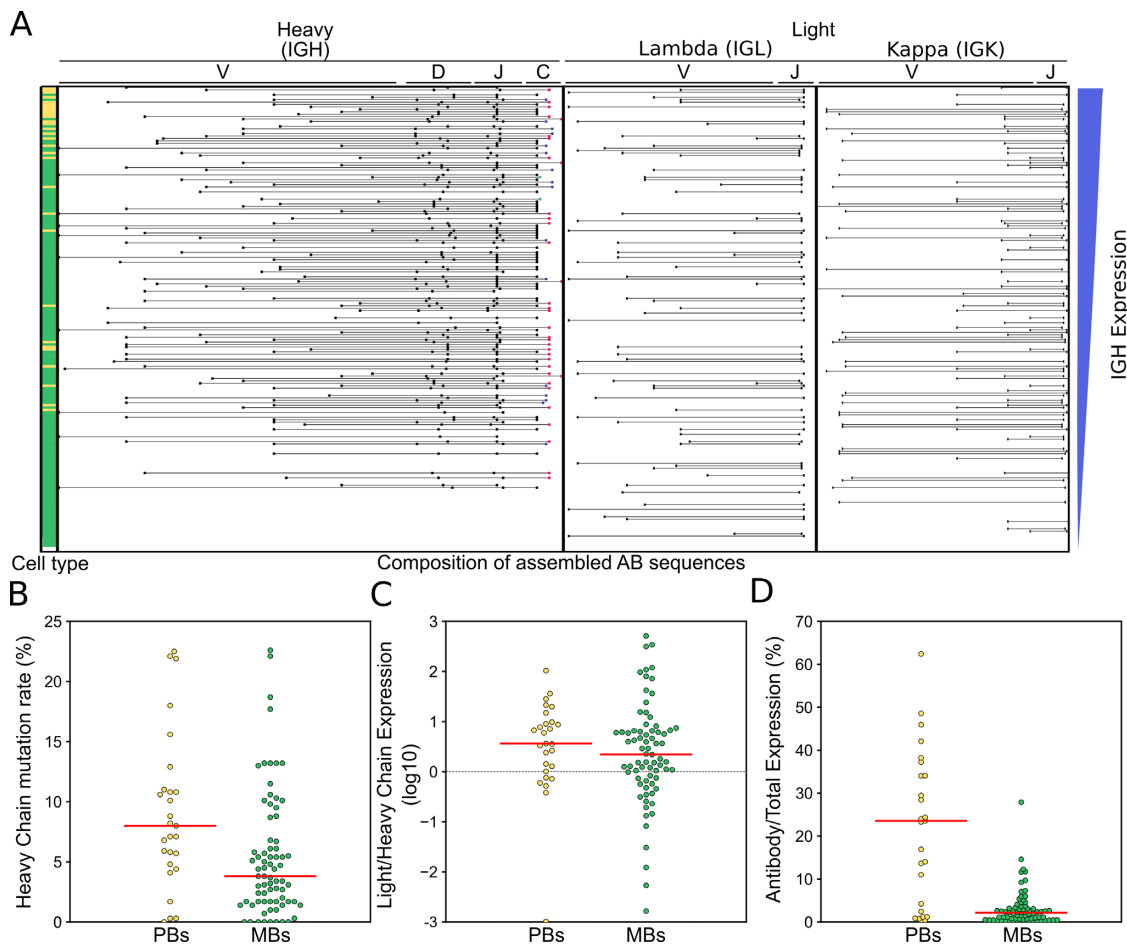 A
Heavy
(IGH)
Light
Lambda (IGL)
Kappa (IGK)
V D J C V J V J
IGH Expression
Cell type
Composition of assembled AB sequences
B
Heavy Chain mutation rate (%)
25
20
15
10
5
0
PBs MBs
C
Light/Heavy Chain Expression
(log10)
3
2
1
0
−1
−2
-3
PBs MBs
D
Antibody/Total Expression (%)
70
60
50
40
30
20
10
0
PBs MBs